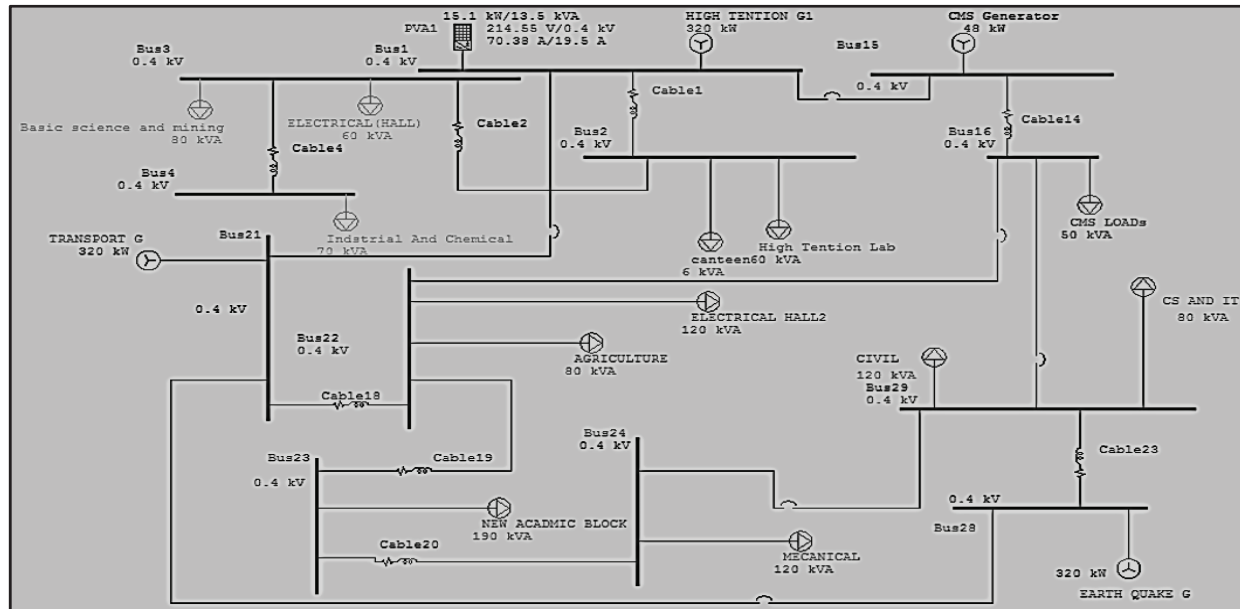 15.1 kW/13.5 kVA
PVA1
214.55 V/0.4 kV
70.38 A/19.5 A
HIGH TENTION G1
320 kW
CMS Generator
48 kW
Bus3
0.4 kV
Bus1
0.4 kV
Bus15
0.4 kV
Basic science and mining
80 kVA
ELECTRICAL(HALL)
60 kVA
Cable2
Cable1
Cable14
Bus2
0.4 kV
Bus16
0.4 kV
Cable4
Bus4
0.4 kV
Indstrial And Chemical
70 kVA
canteen
6 kVA
High Tention Lab
60 kVA
CMS LOADs
50 kVA
TRANSPORT G
320 kW
Bus21
0.4 kV
Bus22
0.4 kV
ELECTRICAL HALL2
120 kVA
AGRICULTURE
80 kVA
CS AND IT
80 kVA
CIVIL
120 kVA
Bus29
0.4 kV
Cable18
Bus23
0.4 kV
Cable19
Bus24
0.4 kV
Cable23
NEW ACADMIC BLOCK
190 kVA
Cable20
MECANICAL
120 kVA
0.4 kV
Bus28
320 kW
EARTH QUAKE G